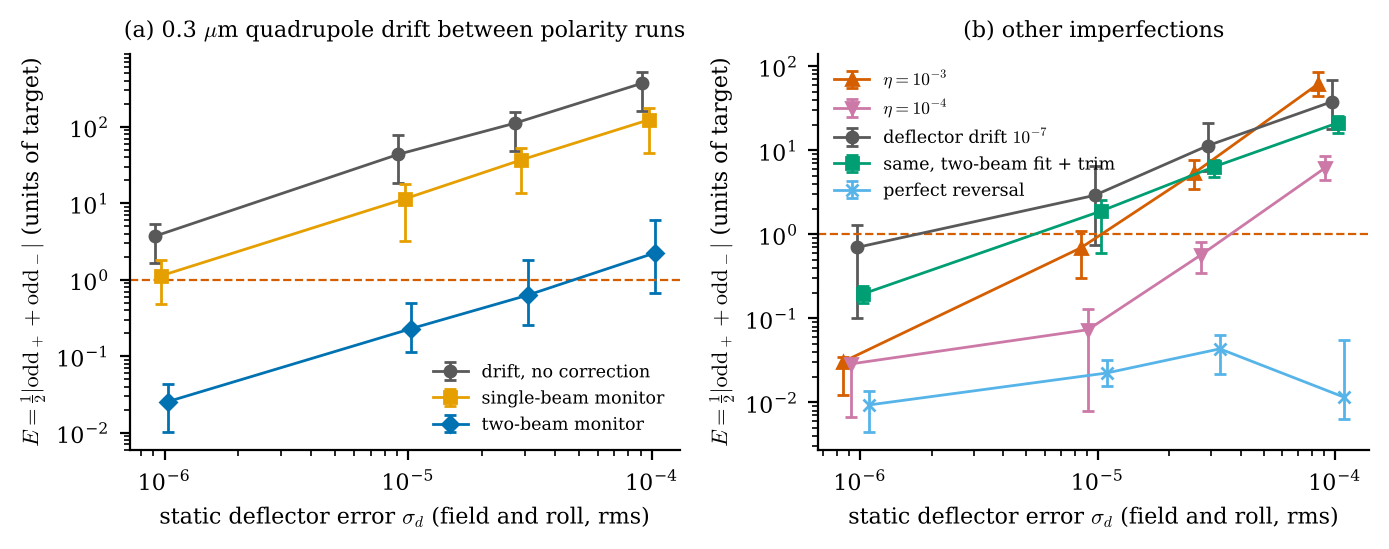 (a) 0.3 μm quadrupole drift between polarity runs
E = ½|odd₊ + odd₋| (units of target)
10²
10¹
10⁰
10⁻¹
10⁻²
drift, no correction
single-beam monitor
two-beam monitor
10⁻⁶
10⁻⁵
10⁻⁴
static deflector error σ_d (field and roll, rms)
(b) other imperfections
E = ½|odd₊ + odd₋| (units of target)
10²
10¹
10⁰
10⁻¹
10⁻²
η = 10⁻³
η = 10⁻⁴
deflector drift 10⁻⁷
same, two-beam fit + trim
perfect reversal
10⁻⁶
10⁻⁵
10⁻⁴
static deflector error σ_d (field and roll, rms)